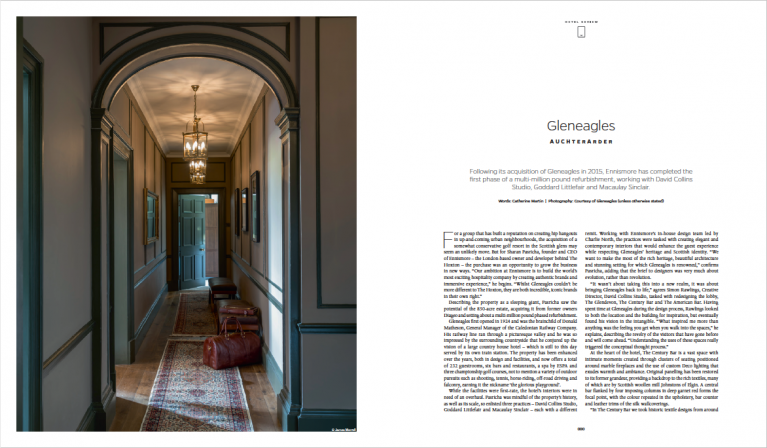 HOTEL REVIEW
Gleneagles
AUCHTERARDER
Following its acquisition of Gleneagles in 2015, Ennismore has completed the
first phase of a multi-million pound refurbishment, working with David Collins
Studio, Goddard Littlefair and Macaulay Sinclair
Words: Catherine Martin | Photography: Courtesy of Gleneagles (unless otherwise stated)
For a group that has built a reputation on creating hip hangouts
in up-and-coming urban neighbourhoods, the acquisition of a
somewhat conservative golf resort in the Scottish glens may
seem an unlikely move. But for Sharan Pasricha, founder and CEO
of Ennismore – the London-based owner and developer behind The
Hoxton – the purchase was an opportunity to grow the business
in new ways. “Our ambition at Ennismore is to build the world’s
most exciting hospitality company by creating authentic brands and
immersive experience,” he begins. “Whilst Gleneagles couldn’t be
more different to The Hoxton, they are both incredible, iconic brands
in their own right.”
Describing the property as a sleeping giant, Pasricha saw the
potential of the 850-acre estate, acquiring it from former owners
Diageo and setting about a multi-million pound phased refurbishment.
Gleneagles first opened in 1924 and was the brainchild of Donald
Matheson, General Manager of the Caledonian Railway Company.
His railway line ran through a picturesque valley and he was so
impressed by the surrounding countryside that he conjured up the
vision of a large country house hotel – which is still to this day
served by its own train station. The property has been enhanced
over the years, both in design and facilities, and now offers a total
of 232 guestrooms, six bars and restaurants, a spa by ESPA and
three championship golf courses, not to mention a variety of outdoor
pursuits such as shooting, tennis, horse-riding, off-road driving and
falconry, earning it the nickname ‘the glorious playground’.
While the facilities were first-rate, the hotel’s interiors were in
need of an overhaul. Pasricha was mindful of the property’s history,
as well as its scale, so enlisted three practices – David Collins Studio,
Goddard Littlefair and Macaulay Sinclair – each with a different
remit. Working with Ennismore’s in-house design team led by
Charlie North, the practices were tasked with creating elegant and
contemporary interiors that would enhance the guest experience
while respecting Gleneagles’ heritage and Scottish identity. “We
want to make the most of the rich heritage, beautiful architecture
and stunning setting for which Gleneagles is renowned,” confirms
Pasricha, adding that the brief to designers was very much about
evolution, rather than revolution.
“It wasn’t about taking this into a new realm, it was about
bringing Gleneagles back to life,” agrees Simon Rawlings, Creative
Director, David Collins Studio, tasked with redesigning the lobby,
The Glendevon, The Century Bar and The American Bar. Having
spent time at Gleneagles during the design process, Rawlings looked
to both the location and the building for inspiration, but eventually
found his vision in the intangible. “What inspired me more than
anything was the feeling you get when you walk into the spaces,” he
explains, describing the revelry of the visitors that have gone before
and will come ahead. “Understanding the uses of those spaces really
triggered the conceptual thought process.”
At the heart of the hotel, The Century Bar is a vast space with
intimate moments created through clusters of seating positioned
around marble fireplaces and the use of custom Deco lighting that
exudes warmth and ambiance. Original panelling has been restored
to its former grandeur, providing a backdrop to the rich textiles, many
of which are by Scottish woollen mill Johnstons of Elgin. A central
bar flanked by four imposing columns in deep garnet red forms the
focal point, with the colour repeated in the upholstery, bar counter
and leather trims of the silk wallcoverings.
“In The Century Bar we took historic textile designs from around